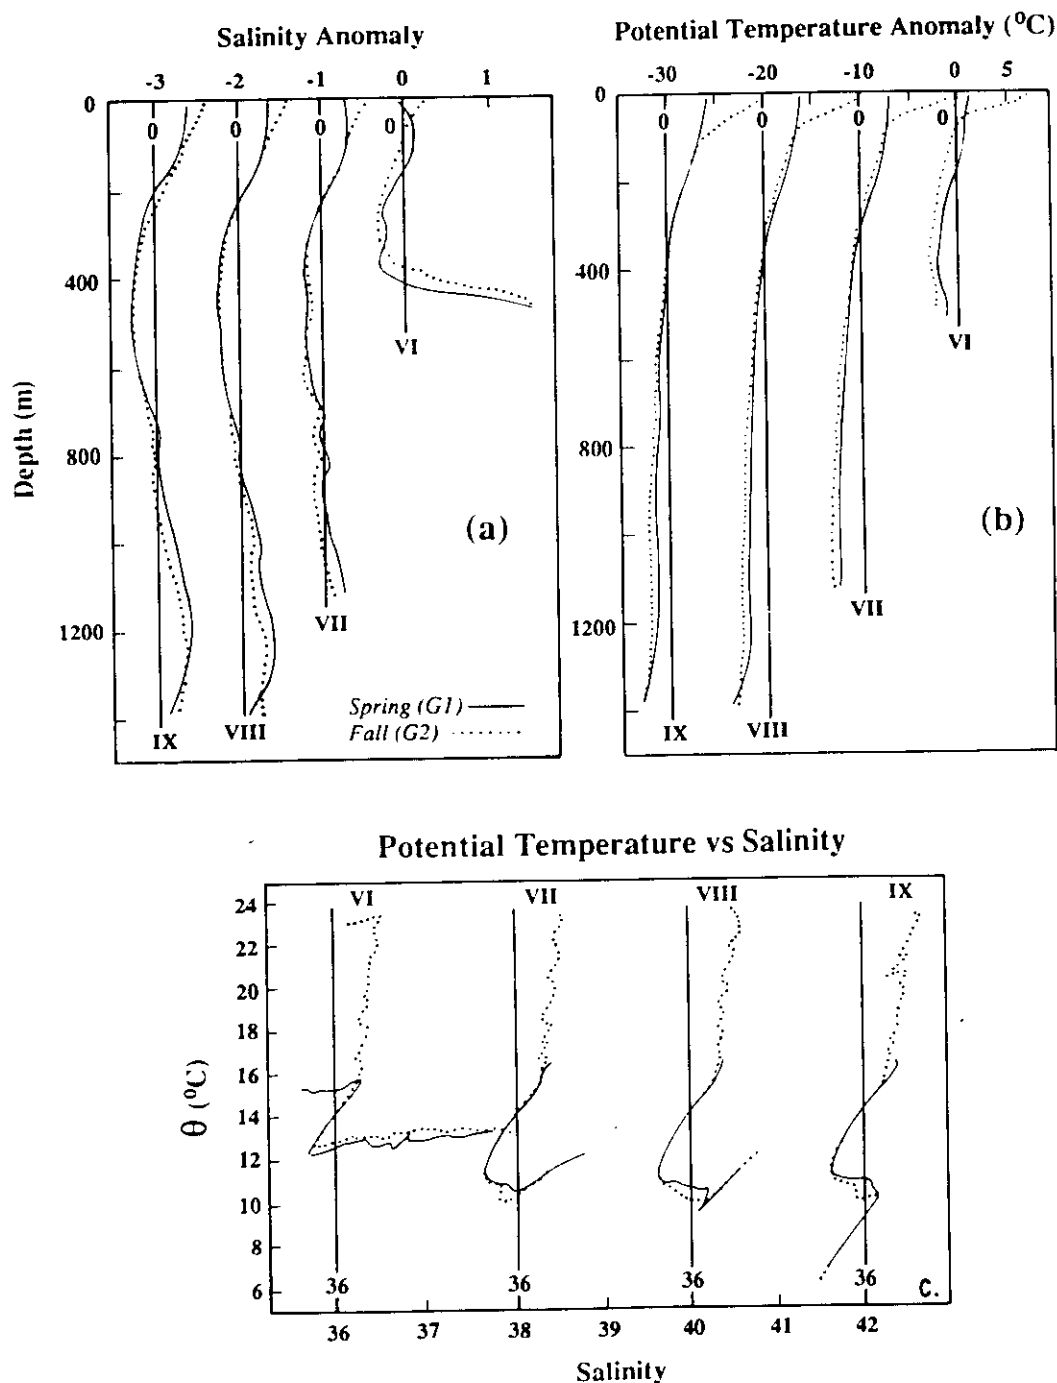 Salinity Anomaly
-3 -2 -1 0 1
0
0 0 0 0
400
800
1200
Depth (m)
VI
VII
VIII
IX
(a)
Spring (G1)
Fall (G2)
Potential Temperature Anomaly (°C)
-30 -20 -10 0 5
0
0 0 0 0
400
800
1200
VI
VII
VIII
IX
(b)
Potential Temperature vs Salinity
VI VII VIII IX
24
22
20
18
16
14
12
10
8
6
θ (°C)
36 36 36 36
C.
36 37 38 39 40 41 42
Salinity